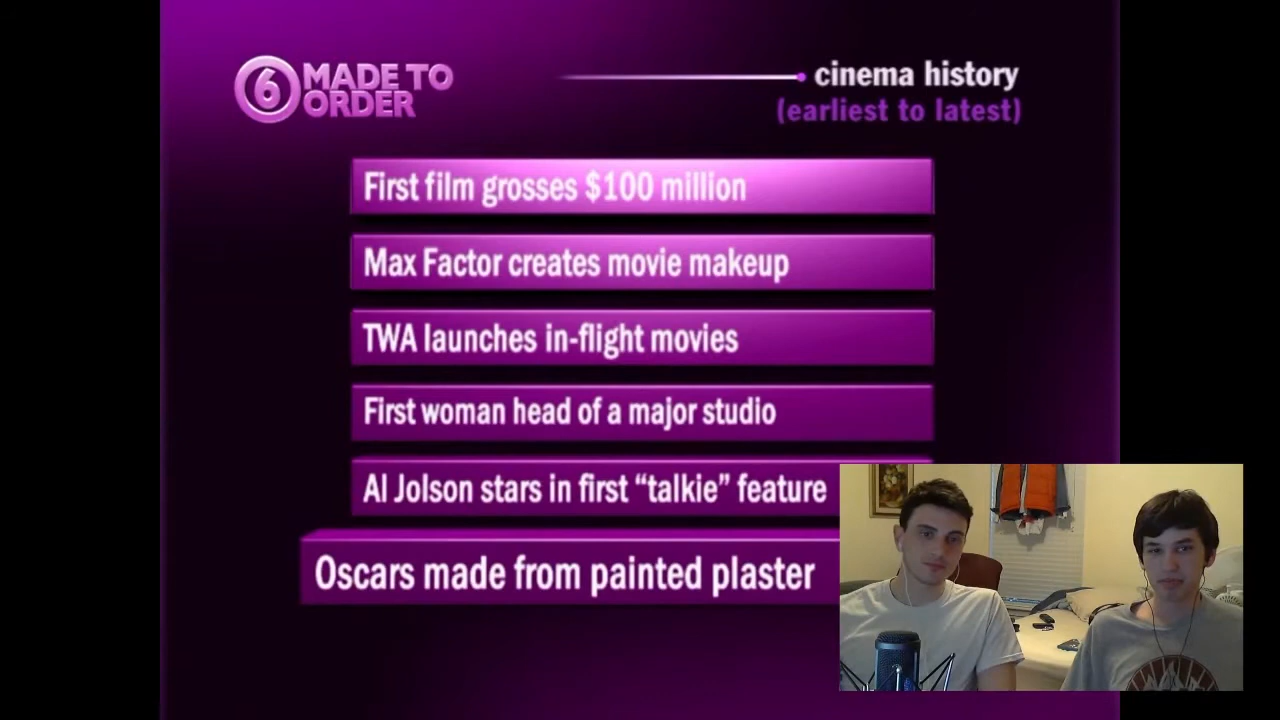 6 MADE TO
ORDER
cinema history
(earliest to latest)
First film grosses $100 million
Max Factor creates movie makeup
TWA launches in-flight movies
First woman head of a major studio
Al Jolson stars in first “talkie” feature
Oscars made from painted plaster